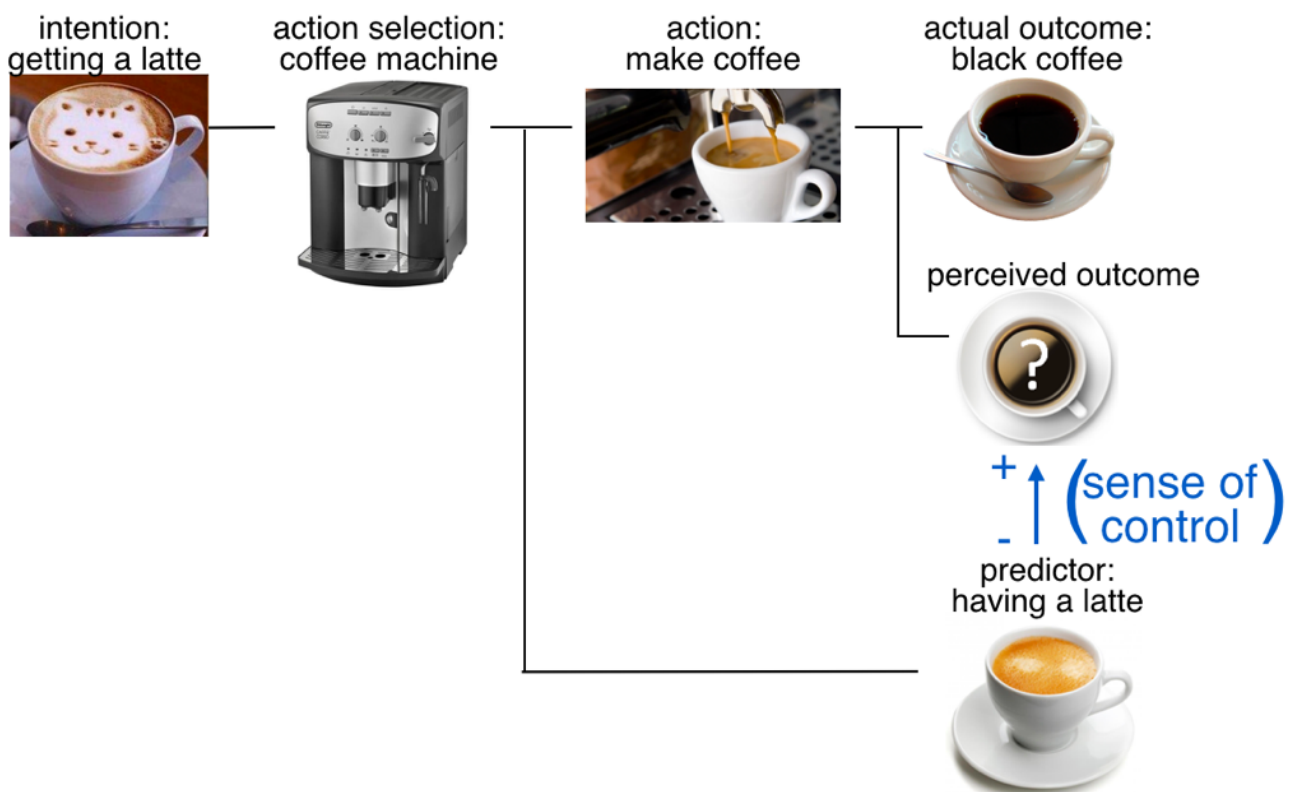 intention:
getting a latte
action selection:
coffee machine
action:
make coffee
actual outcome:
black coffee
perceived outcome
?
+
-
(sense of
control)
predictor:
having a latte